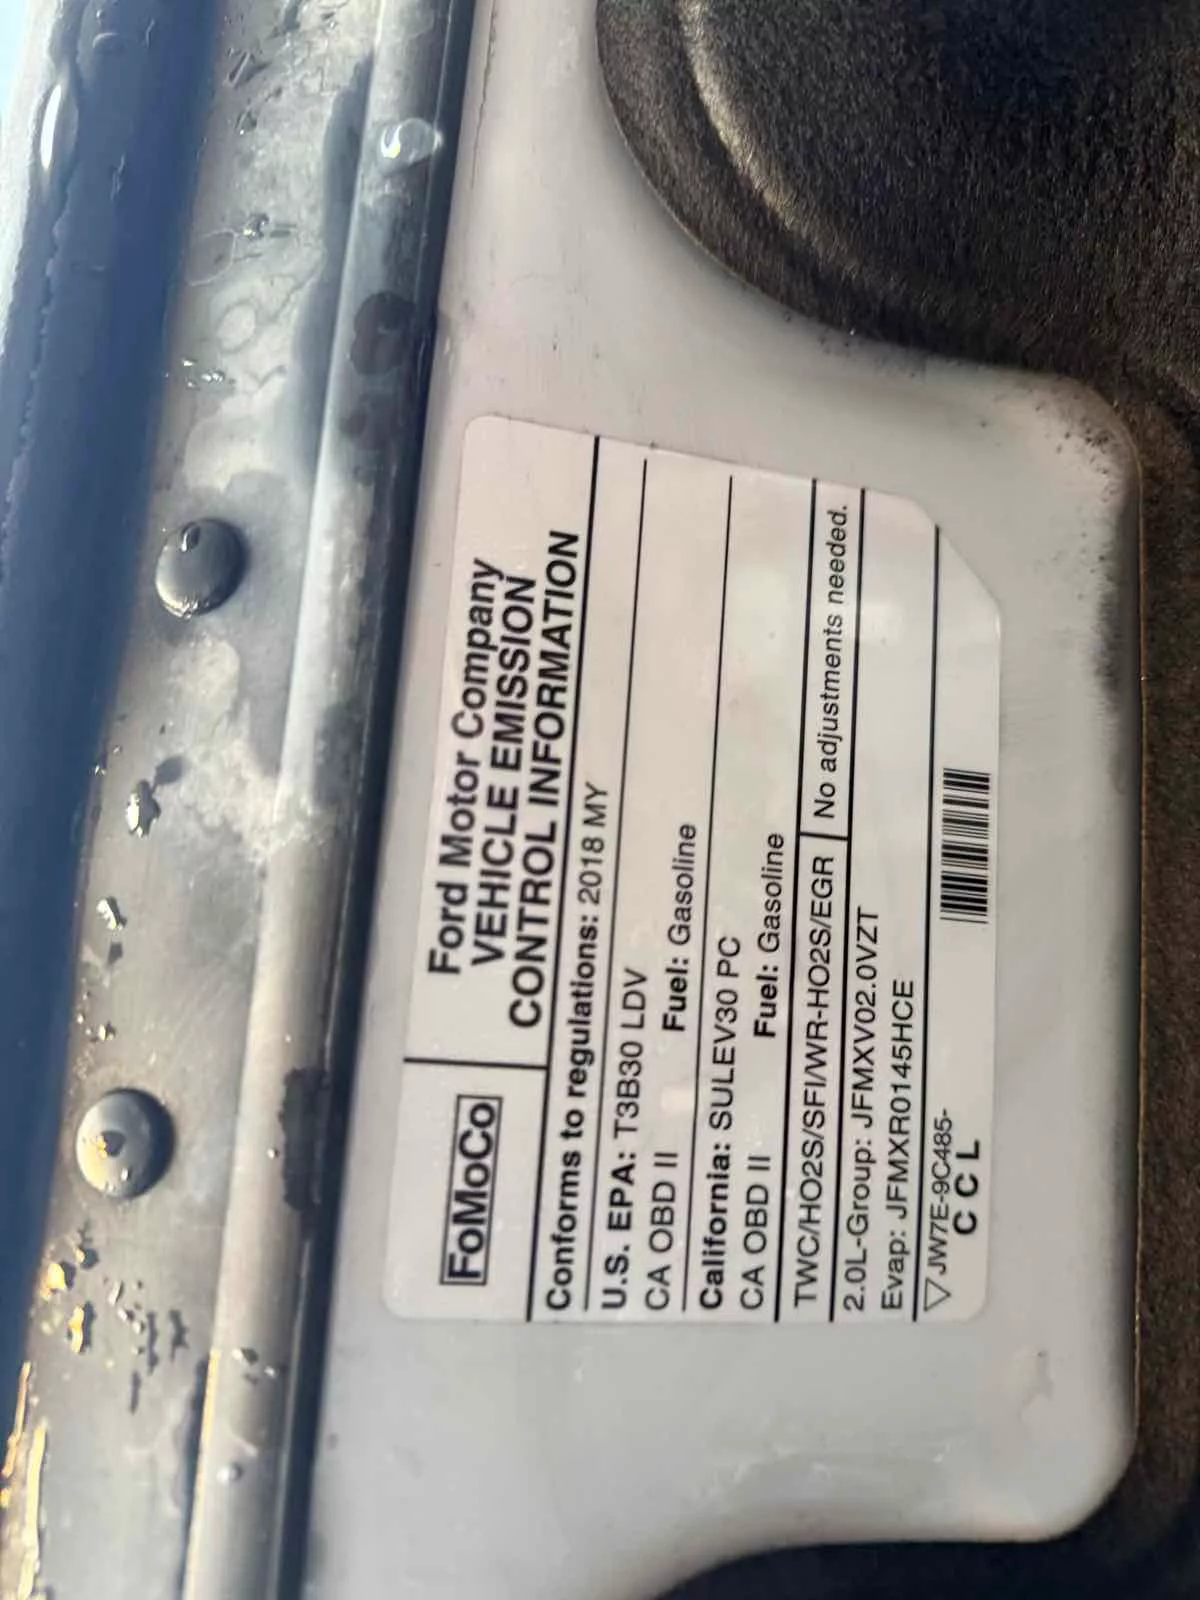 FoMoCo
Ford Motor Company
VEHICLE EMISSION
CONTROL INFORMATION
Conforms to regulations: 2018 MY
U.S. EPA: T3B30 LDV
CA OBD II
Fuel: Gasoline
California: SULEV30 PC
CA OBD II
Fuel: Gasoline
TWC/HO2S/SFI/WR-HO2S/EGR
No adjustments needed.
2.0L-Group: JFMXV02.0VZT
Evap: JFMXR0145HCE
JW7E-9C485-
C C L